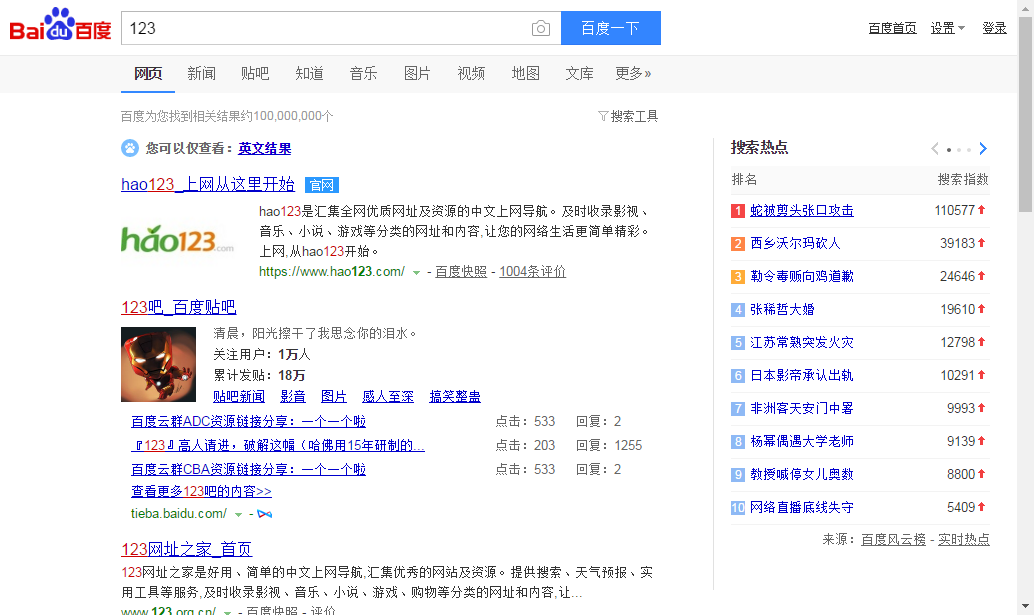 Bai du 百度
123
百度一下
百度首页 设置 登录
网页 新闻 贴吧 知道 音乐 图片 视频 地图 文库 更多»
百度为您找到相关结果约100,000,000个
搜索工具
您可以仅查看：英文结果
hao123_上网从这里开始 官网
hao123.com
hao123是汇集全网优质网址及资源的中文上网导航。及时收录影视、
音乐、小说、游戏等分类的网址和内容,让您的网络生活更简单精彩。
上网,从hao123开始。
https://www.hao123.com/ - 百度快照 - 1004条评价
123吧_百度贴吧
清晨，阳光擦干了我思念你的泪水。
关注用户：1万人
累计发贴：18万
贴吧新闻 影音 图片 感人至深 搞笑整蛊
百度云群ADC资源链接分享：一个一个啦 点击：533 回复：2
『123』高人请进，破解这幅（哈佛用15年研制的... 点击：203 回复：1255
百度云群CBA资源链接分享：一个一个啦 点击：533 回复：2
查看更多123吧的内容>>
tieba.baidu.com/ -
123网址之家_首页
123网址之家是好用、简单的中文上网导航,汇集优秀的网站及资源。提供搜索、天气预报、实
用工具等服务,及时收录影视、音乐、小说、游戏、购物等分类的网址和内容,让...
www.123.org.cn/ - 百度快照 - 评价
搜索热点
排名 搜索指数
1 蛇被剪头张口攻击 110577
2 西乡沃尔玛砍人 39183
3 勒令毒贩向鸡道歉 24646
4 张稀哲大婚 19610
5 江苏常熟突发火灾 12798
6 日本影帝承认出轨 10291
7 非洲客天安门中暑 9993
8 杨幂偶遇大学老师 9139
9 教授喊停女儿奥数 8800
10 网络直播底线失守 5409
来源：百度风云榜 - 实时热点